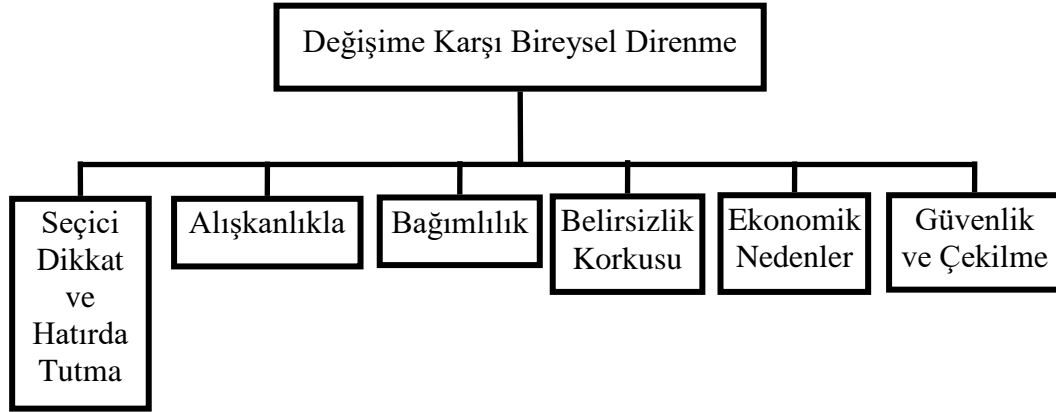 Değişime Karşı Bireysel Direnme
Seçici
Dikkat
ve
Hatırda
Tutma
Alışkanlıkla
Bağımlılık
Belirsizlik
Korkusu
Ekonomik
Nedenler
Güvenlik
ve Çekilme